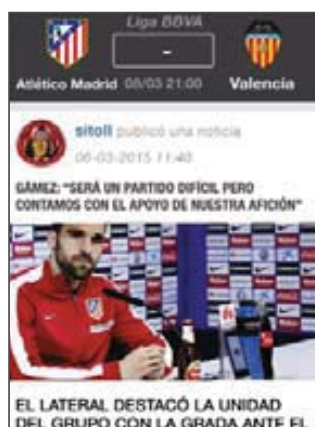 Liga BBVA
-
Atlético Madrid 08/03 21:00 Valencia
sitoll publicó una noticia
06-03-2015 11:40
GÁMEZ: "SERÁ UN PARTIDO DIFÍCIL PERO
CONTAMOS CON EL APOYO DE NUESTRA AFICIÓN"
EL LATERAL DESTACÓ LA UNIDAD
DEL GRUPO CON LA GRADA ANTE EL